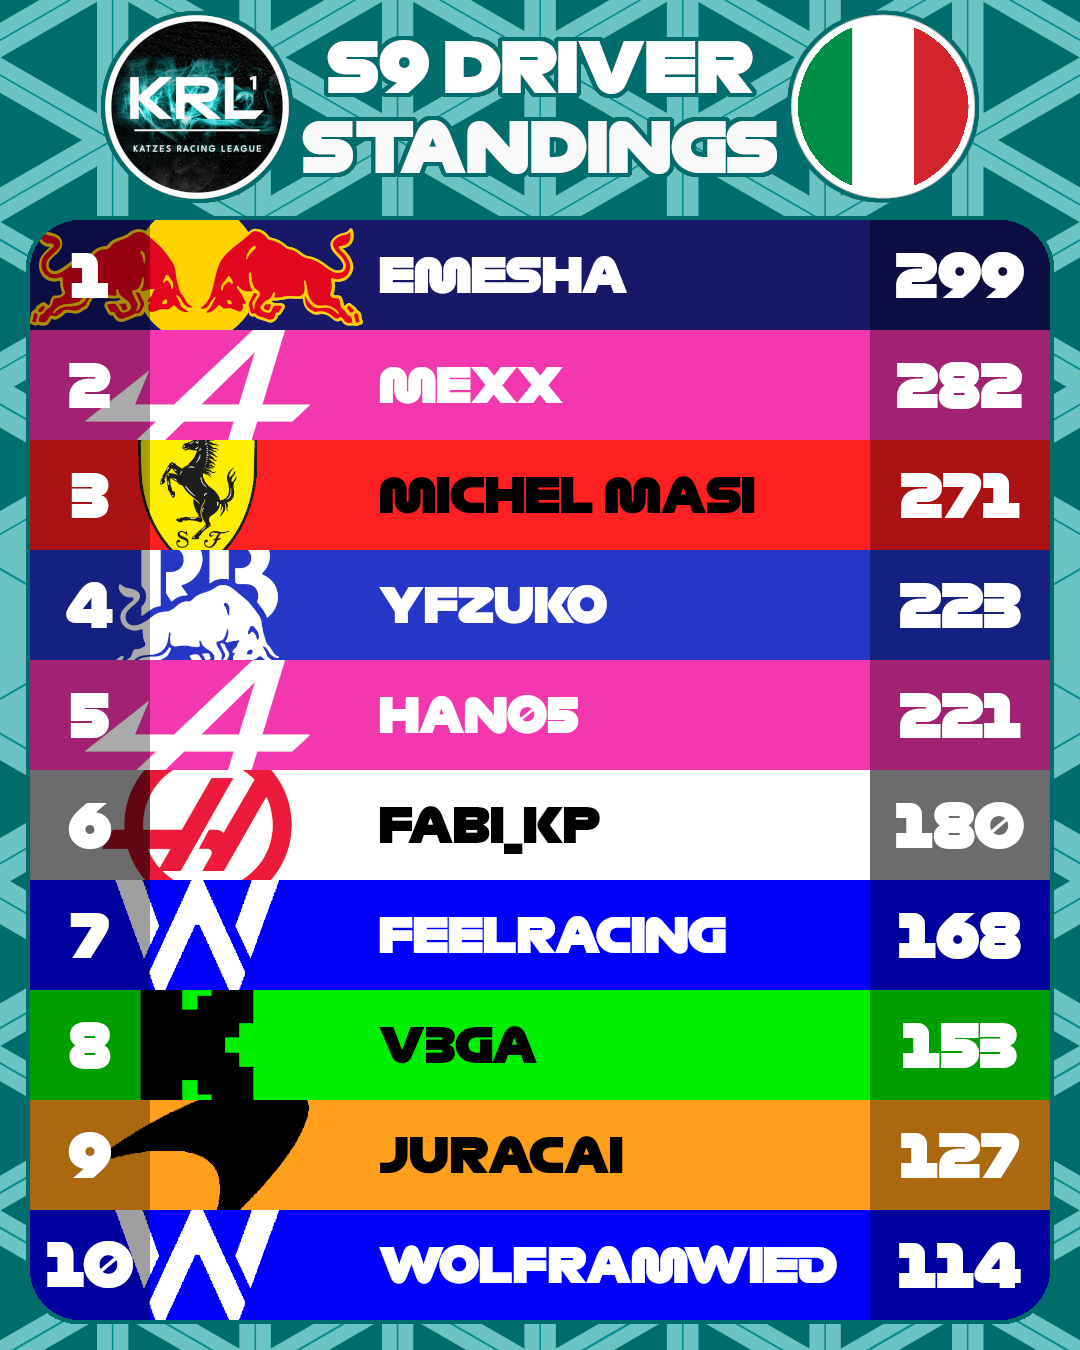 KRL1
KATZES RACING LEAGUE
S9 DRIVER
STANDINGS
1 EMESHA 299
2 MEXX 282
3 S F MICHEL MASI 271
4 RB YFZUKO 223
5 HAN05 221
6 FABI_KP 180
7 FEELRACING 168
8 V3GA 153
9 JURACAI 127
10 WOLFRAMWIED 114